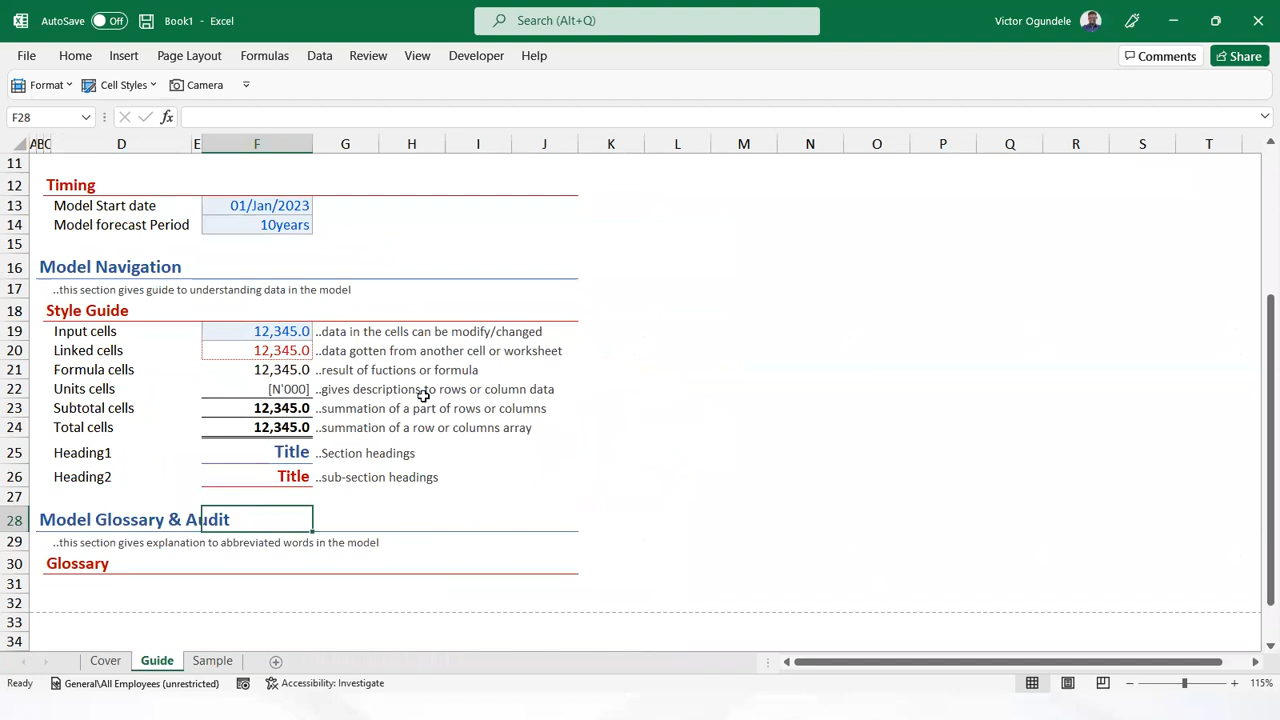 AutoSave Off Book1 - Excel Search (Alt+Q) Victor Ogundele
File Home Insert Page Layout Formulas Data Review View Developer Help Comments Share
Format Cell Styles Camera
F28 fx
A B C D E F G H I J K L M N O P Q R S T
11
12 Timing
13 Model Start date 01/Jan/2023
14 Model forecast Period 10years
15
16 Model Navigation
17 ..this section gives guide to understanding data in the model
18 Style Guide
19 Input cells 12,345.0 ..data in the cells can be modify/changed
20 Linked cells 12,345.0 ..data gotten from another cell or worksheet
21 Formula cells 12,345.0 ..result of fuctions or formula
22 Units cells [N'000] ..gives descriptions to rows or column data
23 Subtotal cells 12,345.0 ..summation of a part of rows or columns
24 Total cells 12,345.0 ..summation of a row or columns array
25 Heading1 Title ..Section headings
26 Heading2 Title ..sub-section headings
27
28 Model Glossary & Audit
29 ..this section gives explanation to abbreviated words in the model
30 Glossary
31
32
33
34
Cover Guide Sample
Ready General\All Employees (unrestricted) Accessibility: Investigate 115%